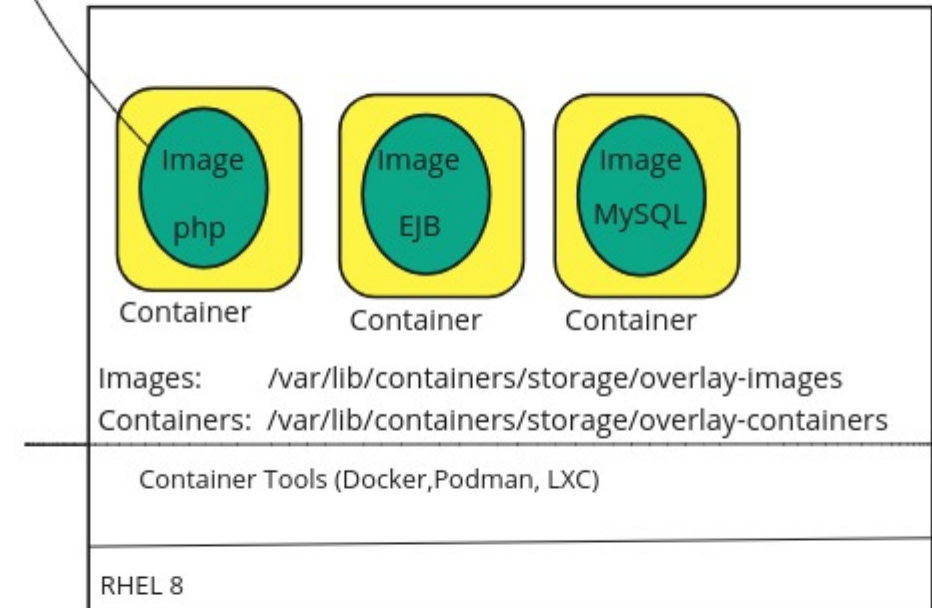 Image
php
Container
Image
EJB
Container
Image
MySQL
Container
Images: /var/lib/containers/storage/overlay-images
Containers: /var/lib/containers/storage/overlay-containers
Container Tools (Docker,Podman, LXC)
RHEL 8